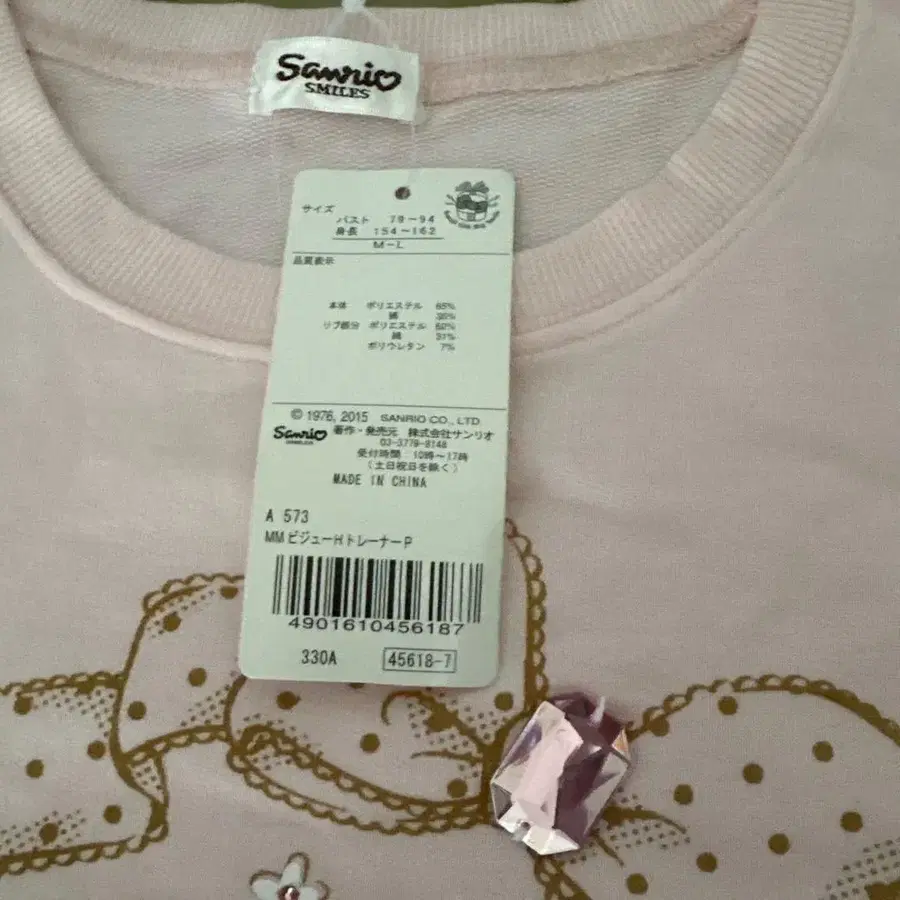 Sanrio
SMILES
サイズ
バスト 79～94
身長 154～162
M-L
品質表示
本体 ポリエステル 65%
綿 35%
リブ部分 ポリエステル 62%
綿 31%
ポリウレタン 7%
© 1976, 2015 SANRIO CO., LTD.
Sanrio
SMILES
著作・発売元 株式会社サンリオ
03-3779-8148
受付時間：10時～17時
(土日祝日を除く)
MADE IN CHINA
A 573
MMビジューHトレーナーP
4901610456187
330A 45618-7